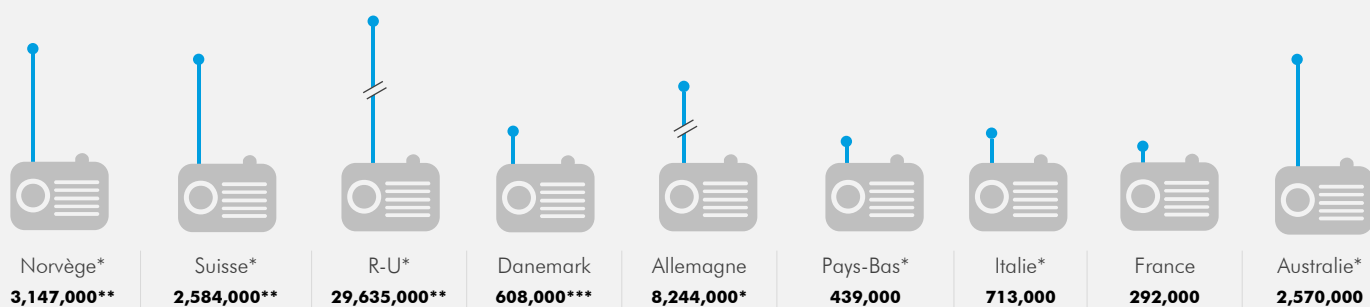 Norvège* Suisse* R-U* Danemark Allemagne Pays-Bas* Italie* France Australie*
3,147,000** 2,584,000** 29,635,000** 608,000*** 8,244,000* 439,000 713,000 292,000 2,570,000